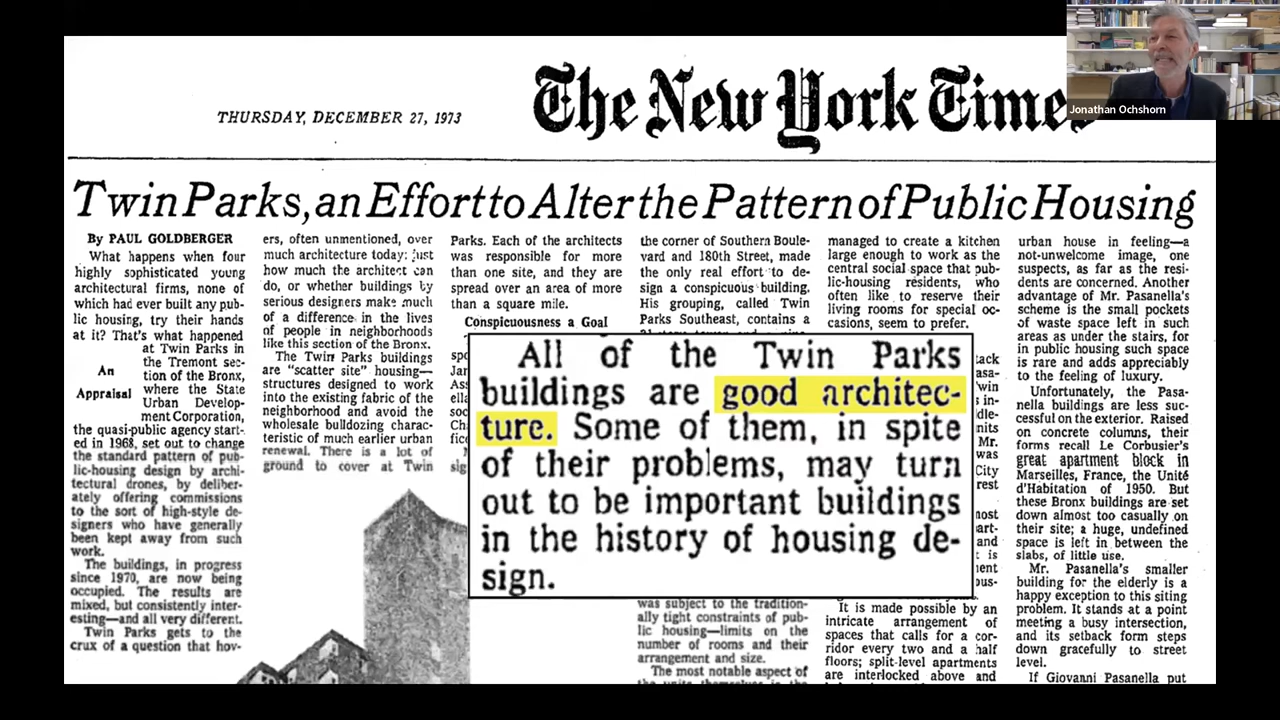 Jonathan Ochshorn
THURSDAY, DECEMBER 27, 1973
The New York Times
Twin Parks, an Effort to Alter the Pattern of Public Housing
By PAUL GOLDBERGER
What happens when four
highly sophisticated young
architectural firms, none of
which had ever built any pub-
lic housing, try their hands
at it? That's what happened
at Twin Parks in
the Tremont sec-
tion of the Bronx,
where the State
Urban Develop-
ment Corporation,
An
Appraisal
the quasi-public agency start-
ed in 1968, set out to change
the standard pattern of pub-
lic-housing design by archi-
tectural drones, by deliber-
ately offering commissions
to the sort of high-style de-
signers who have generally
been kept away from such
work.
The buildings, in progress
since 1970, are now being
occupied. The results are
mixed, but consistently inter-
esting—and all very different.
Twin Parks gets to the
crux of a question that hov-
ers, often unmentioned, over
much architecture today: just
how much the architect can
do, or whether buildings by
serious designers make much
of a difference in the lives
of people in neighborhoods
like this section of the Bronx.
The Twin Parks buildings
are "scatter site" housing—
structures designed to work
into the existing fabric of the
neighborhood and avoid the
wholesale bulldozing charac-
teristic of much earlier urban
renewal. There is a lot of
ground to cover at Twin
Parks. Each of the architects
was responsible for more
than one site, and they are
spread over an area of more
than a square mile.
Conspicuousness a Goal
All of the Twin Parks
buildings are good architec-
ture. Some of them, in spite
of their problems, may turn
out to be important buildings
in the history of housing de-
sign.
the corner of Southern Boule-
vard and 180th Street, made
the only real effort to de-
sign a conspicuous building.
His grouping, called Twin
Parks Southeast, contains a
was subject to the tradition-
ally tight constraints of pub-
lic housing—limits on the
number of rooms and their
arrangement and size.
The most notable aspect of
managed to create a kitchen
large enough to work as the
central social space that pub-
lic-housing residents, who
often like to reserve their
living rooms for special oc-
casions, seem to prefer.
It is made possible by an
intricate arrangement of
spaces that calls for a cor-
ridor every two and a half
floors; split-level apartments
are interlocked above and
urban house in feeling—a
not-unwelcome image, one
suspects, as far as the resi-
dents are concerned. Another
advantage of Mr. Pasanella's
scheme is the small pockets
of waste space left in such
areas as under the stairs, for
in public housing such space
is rare and adds appreciably
to the feeling of luxury.
Unfortunately, the Pasa-
nella buildings are less suc-
cessful on the exterior. Raised
on concrete columns, their
forms recall Le Corbusier's
great apartment block in
Marseilles, France, the Unité
d'Habitation of 1950. But
these Bronx buildings are set
down almost too casually on
their site; a huge, undefined
space is left in between the
slabs, of little use.
Mr. Pasanella's smaller
building for the elderly is a
happy exception to this siting
problem. It stands at a point
meeting a busy intersection,
and its setback form steps
down gracefully to street
level.
If Giovanni Pasanella put